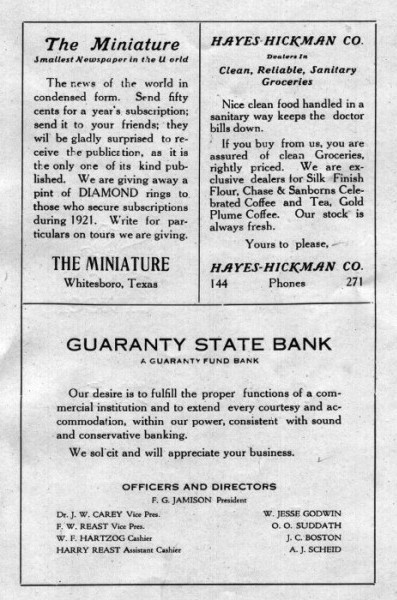 The Miniature
Smallest Newspaper in the World
The news of the world in
condensed form. Send fifty
cents for a year's subscription;
send it to your friends; they
wil be gladly surprised to re-
ceive the publication, as it is
the only one of its kind pub-
lished. We are giving away a
pint of DIAMOND rings to
those who secure subscriptions
during 1921. Write for par-
ticulars on tours we are giving.
THE MINIATURE
Whitesboro, Texas
HAYES-HICKMAN CO.
Dealers In
Clean, Reliable, Sanitary
Groceries
Nice clean food handled in a
sanitary way keeps the doctor
bills down.
If you buy from us, you are
assured of clean Groceries,
rightly priced. We are ex-
clusive dealers for Silk Finish
Flour, Chase & Sanborns Cele-
brated Coffee and Tea, Gold
Plume Coffee. Our stock is
always fresh.
Yours to please,
HAYES-HICKMAN CO.
144 Phones 271
GUARANTY STATE BANK
A GUARANTY FUND BANK
Our desire is to fulfill the proper functions of a com-
mercial institution and to extend every courtesy and ac-
commodation, within our power, consistent with sound
and conservative banking.
We solicit and will appreciate your business.
OFFICERS AND DIRECTORS
F. G. JAMISON President
Dr. J. W. CAREY Vice Pres. W. JESSE GODWIN
F. W. REAST Vice Pres. O. O. SUDDATH
W. F. HARTZOG Cashier J. C. BOSTON
HARRY REAST Assistant Cashier A. J. SCHEID